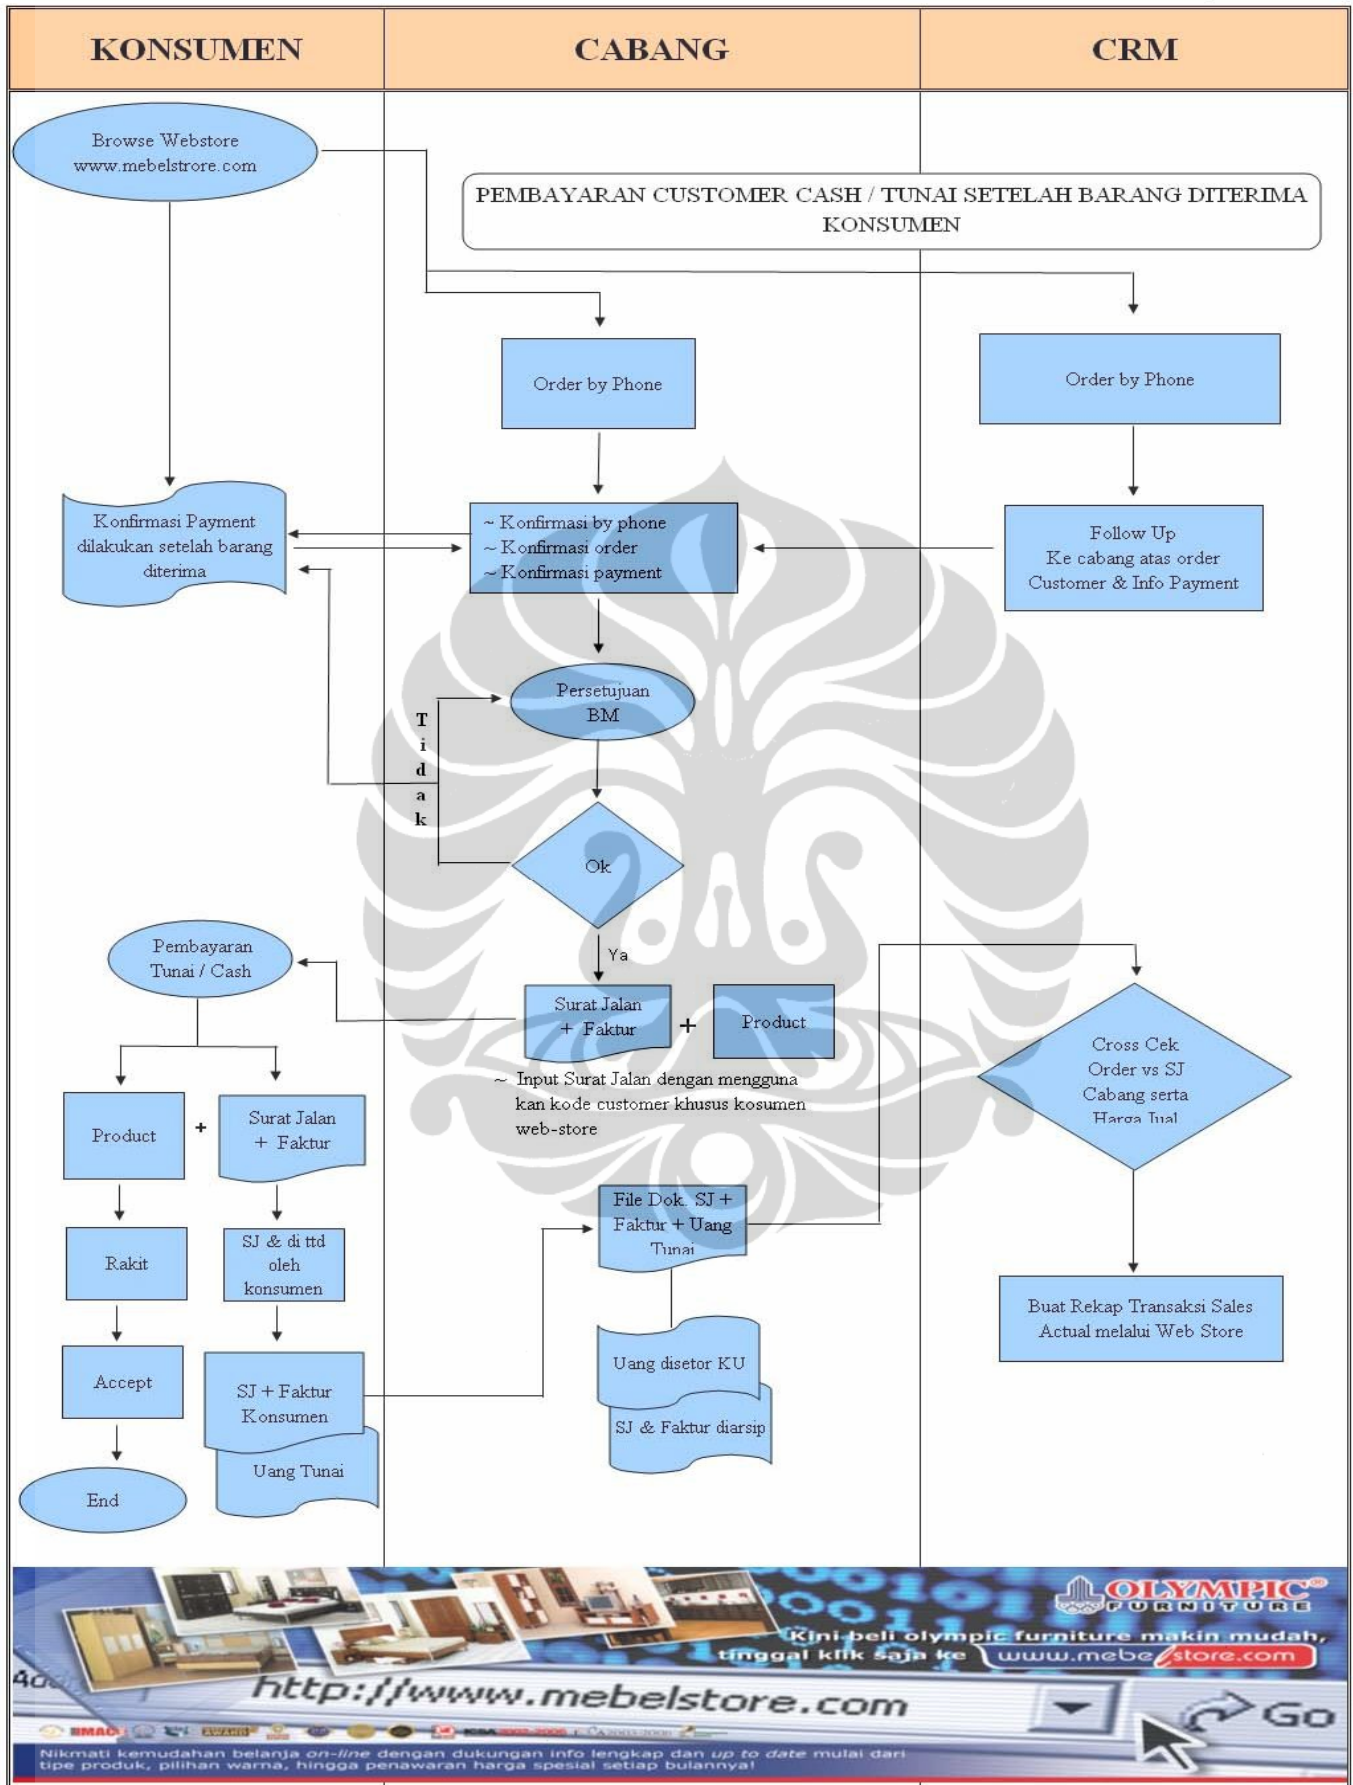 KONSUMEN
CABANG
CRM
Browse Webstore
www.mebelstrore.com
PEMBAYARAN CUSTOMER CASH / TUNAI SETELAH BARANG DITERIMA
KONSUMEN
Order by Phone
Order by Phone
Konfirmasi Payment
dilakukan setelah barang
diterima
~ Konfirmasi by phone
~ Konfirmasi order
~ Konfirmasi payment
Follow Up
Ke cabang atas order
Customer & Info Payment
Persetujuan
BM
T
i
d
a
k
Ok
Ya
Pembayaran
Tunai / Cash
Surat Jalan
+ Faktur
+
Product
~ Input Surat Jalan dengan mengguna
kan kode customer khusus kosumen
web-store
Cross Cek
Order vs SJ
Cabang serta
Harga Jual
Product
+
Surat Jalan
+ Faktur
Rakit
SJ & di ttd
oleh
konsumen
File Dok. SJ +
Faktur + Uang
Tunai
Buat Rekap Transaksi Sales
Actual melalui Web Store
Accept
SJ + Faktur
Konsumen
Uang Tunai
Uang disetor KU
SJ & Faktur diarsip
End
OLYMPIC®
FURNITURE
Kini beli olympic furniture makin mudah,
tinggal klik saja ke www.mebelstore.com
http://www.mebelstore.com
Go
Nikmati kemudahan belanja on-line dengan dukungan info lengkap dan up to date mulai dari
tipe produk, pilihan warna, hingga penawaran harga spesial setiap bulannya!